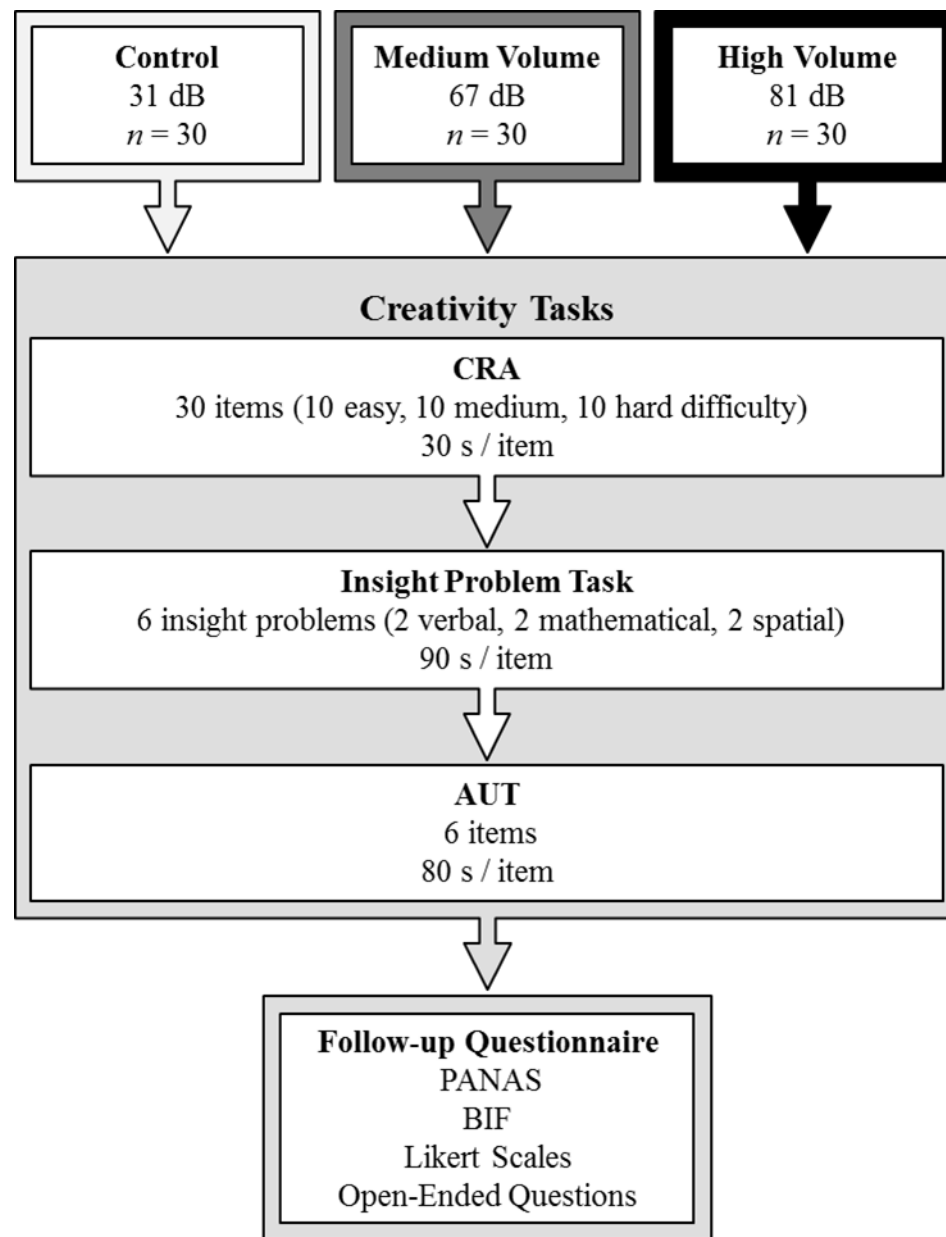 Control
31 dB
n = 30
Medium Volume
67 dB
n = 30
High Volume
81 dB
n = 30
Creativity Tasks
CRA
30 items (10 easy, 10 medium, 10 hard difficulty)
30 s / item
Insight Problem Task
6 insight problems (2 verbal, 2 mathematical, 2 spatial)
90 s / item
AUT
6 items
80 s / item
Follow-up Questionnaire
PANAS
BIF
Likert Scales
Open-Ended Questions